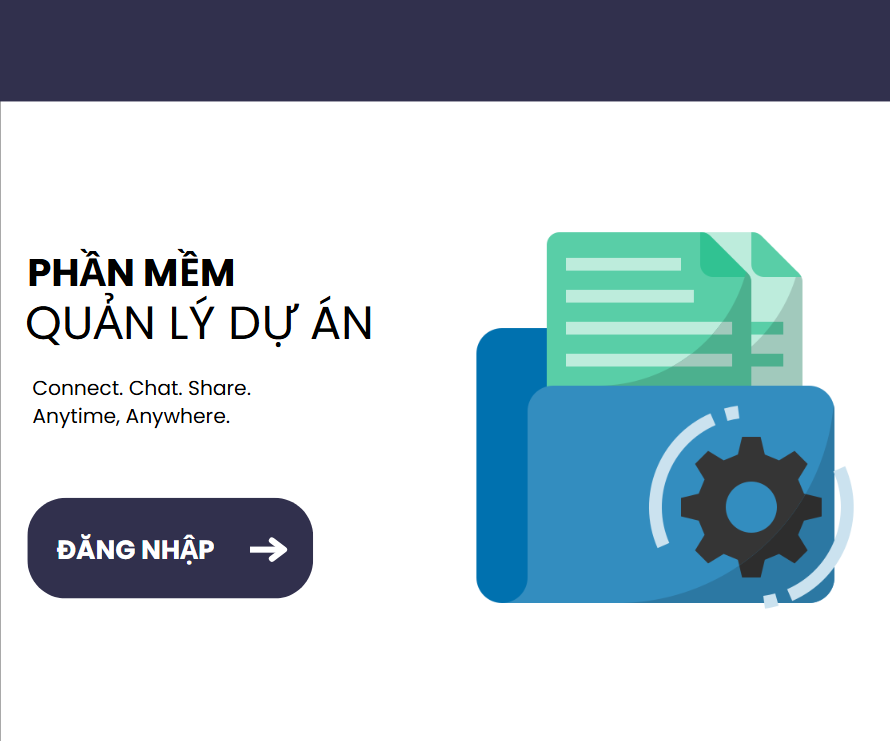 PHẦN MỀM
QUẢN LÝ DỰ ÁN
Connect. Chat. Share.
Anytime, Anywhere.
ĐĂNG NHẬP